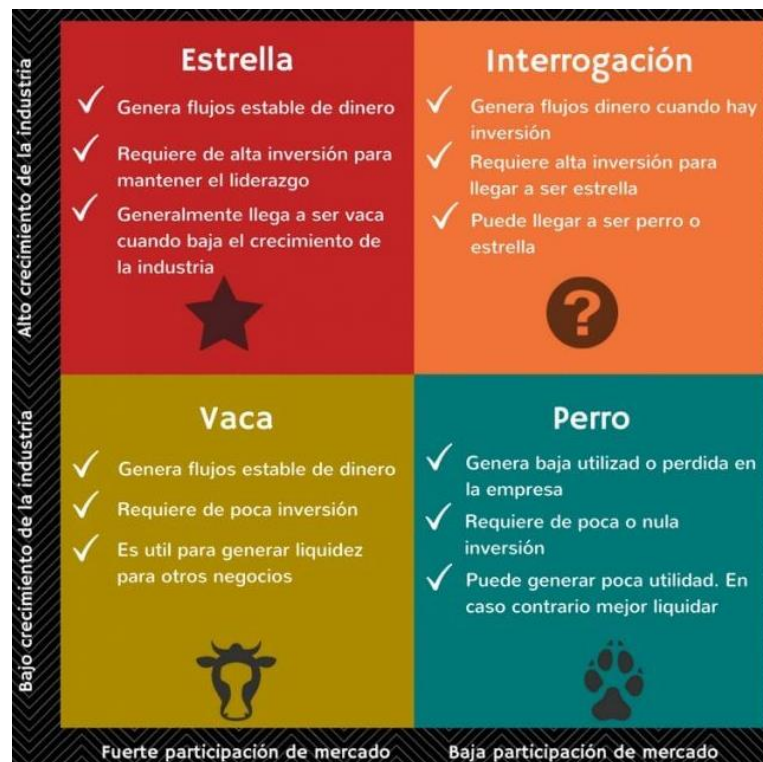 Estrella
Genera flujos estable de dinero
Requiere de alta inversión para
mantener el liderazgo
Generalmente llega a ser vaca
cuando baja el crecimiento de
la industria
Interrogación
Genera flujos dinero cuando hay
inversión
Requiere alta inversión para
llegar a ser estrella
Puede llegar a ser perro o
estrella
?
Alto crecimiento de la industria
Vaca
Genera flujos estable de dinero
Requiere de poca inversión
Es util para generar liquidez
para otros negocios
Perro
Genera baja utilizad o perdida en
la empresa
Requiere de poca o nula
inversión
Puede generar poca utilidad. En
caso contrario mejor liquidar
Bajo crecimiento de la industria
Fuerte participación de mercado
Baja participación de mercado